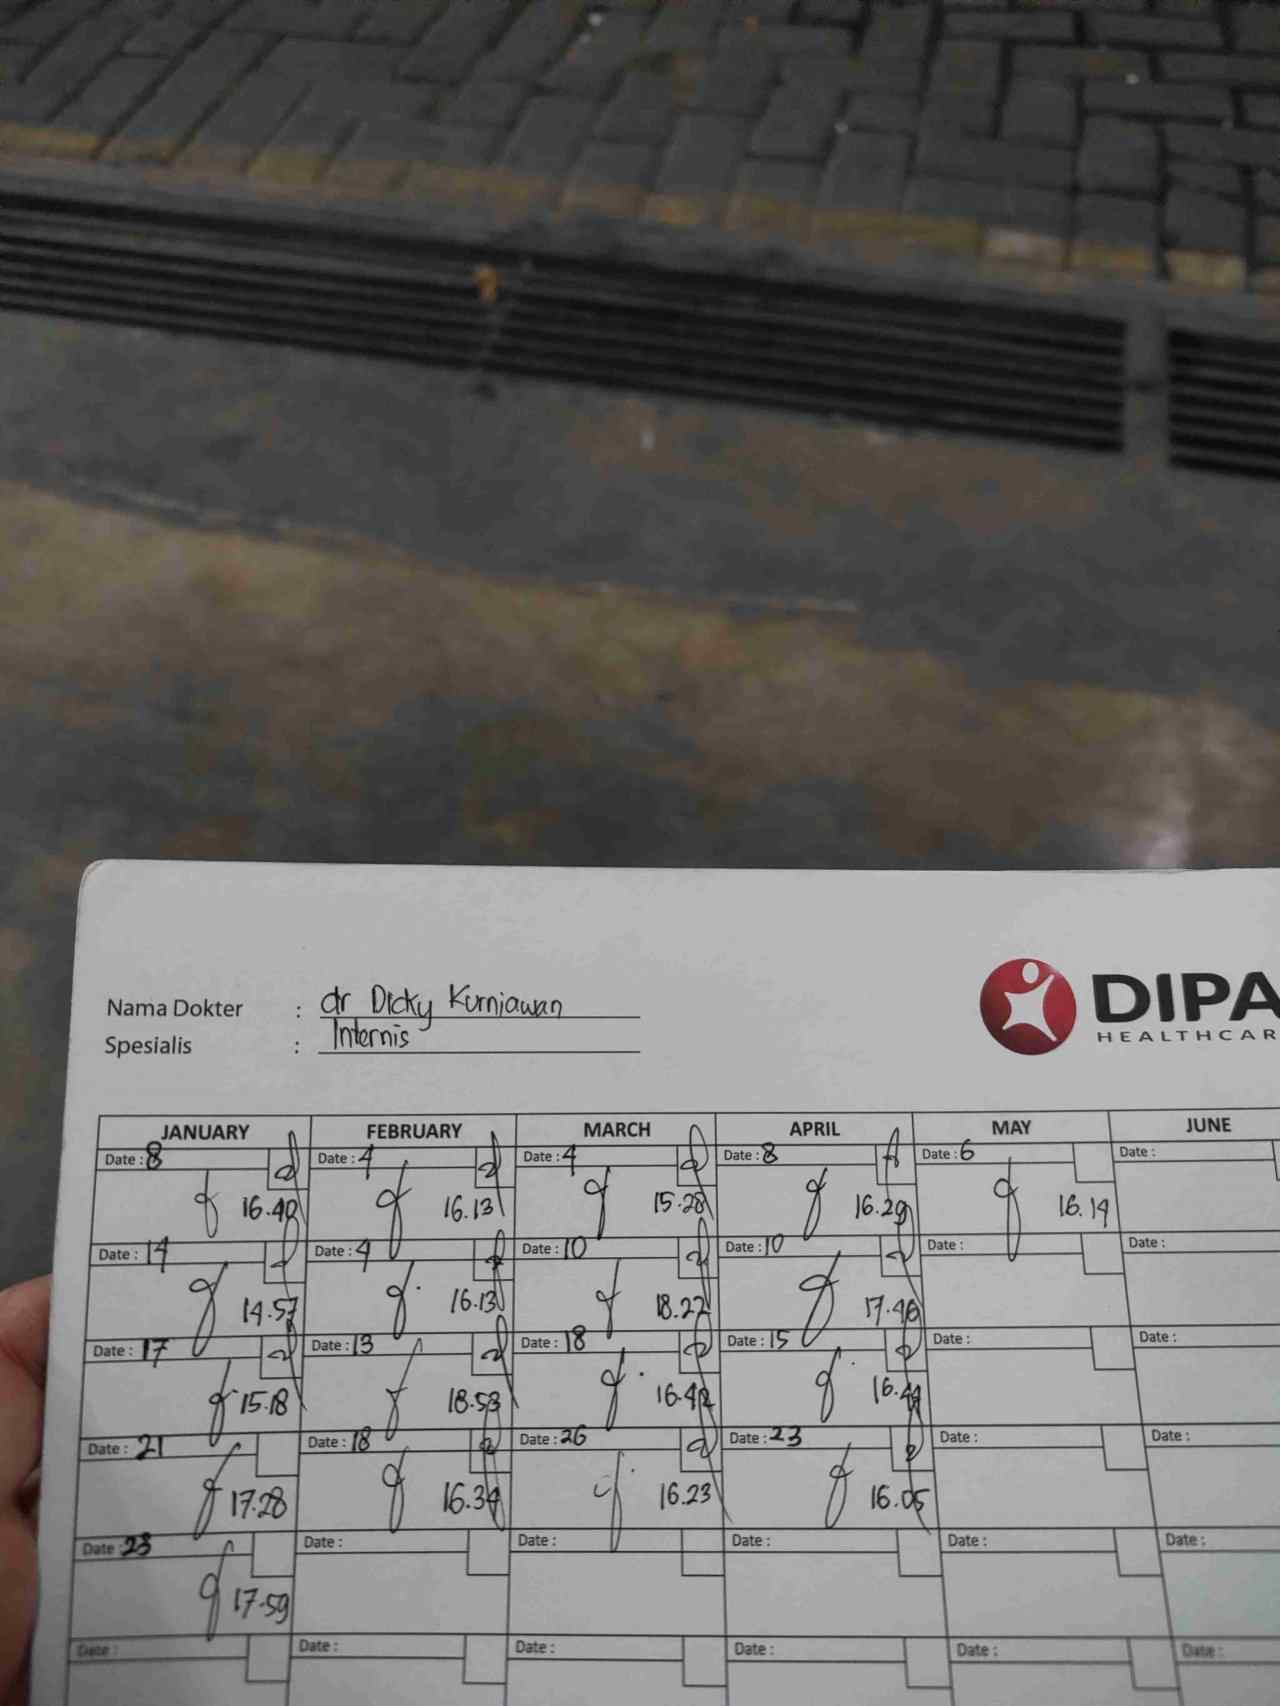 Nama Dokter : dr Dicky Kurniawan
Spesialis : Internis
DIPA
HEALTHCAR
JANUARY FEBRUARY MARCH APRIL MAY JUNE
Date : 8 Date : 4 Date : 4 Date : 8 Date : 6 Date :
16.40 16.13 15.28 16.29 16.14
Date : 14 Date : 4 Date : 10 Date : 10 Date : Date :
14.57 16.13 18.22 17.46
Date : 17 Date : 13 Date : 18 Date : 15 Date : Date :
15.18 18.53 16.42 16.44
Date : 21 Date : 18 Date : 26 Date : 23 Date : Date :
17.28 16.34 16.23 16.05
Date : 23 Date : Date : Date : Date : Date :
17.59
Date : Date : Date : Date : Date : Date :